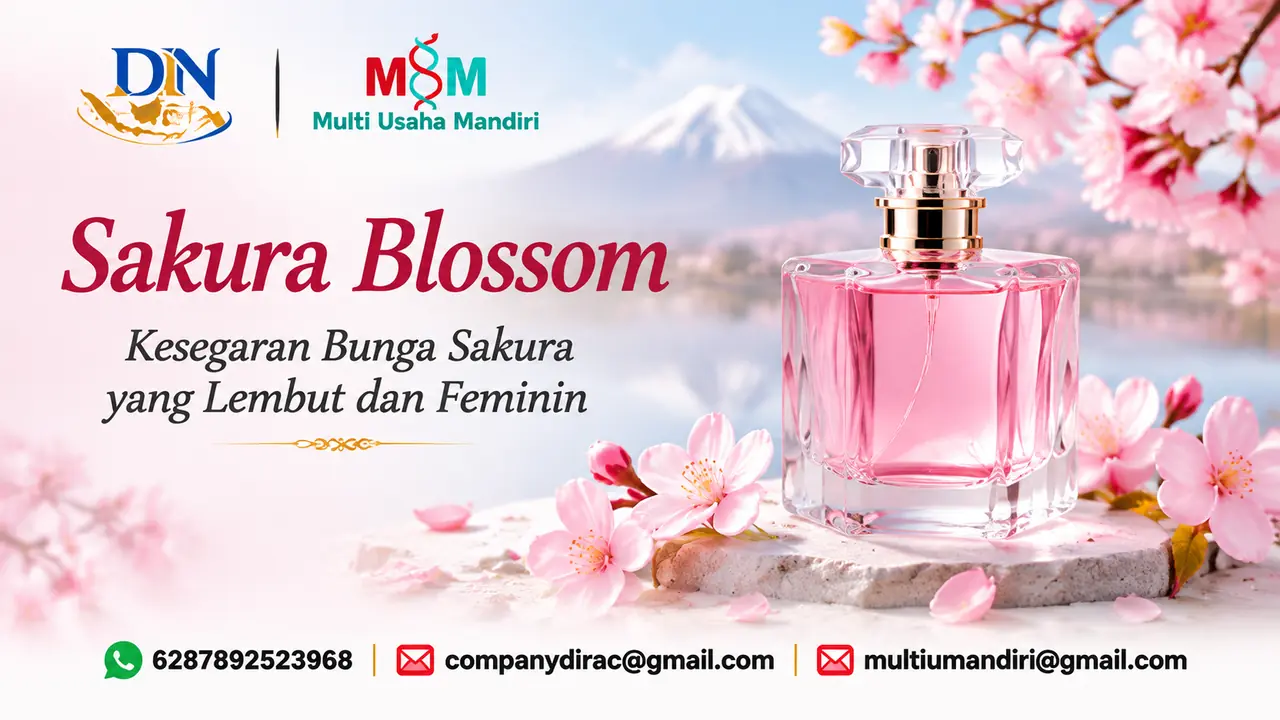 DIN
M8M
Multi Usaha Mandiri
Sakura Blossom
Kesegaran Bunga Sakura
yang Lembut dan Feminin
6287892523968
companydirac@gmail.com
multiumandiri@gmail.com